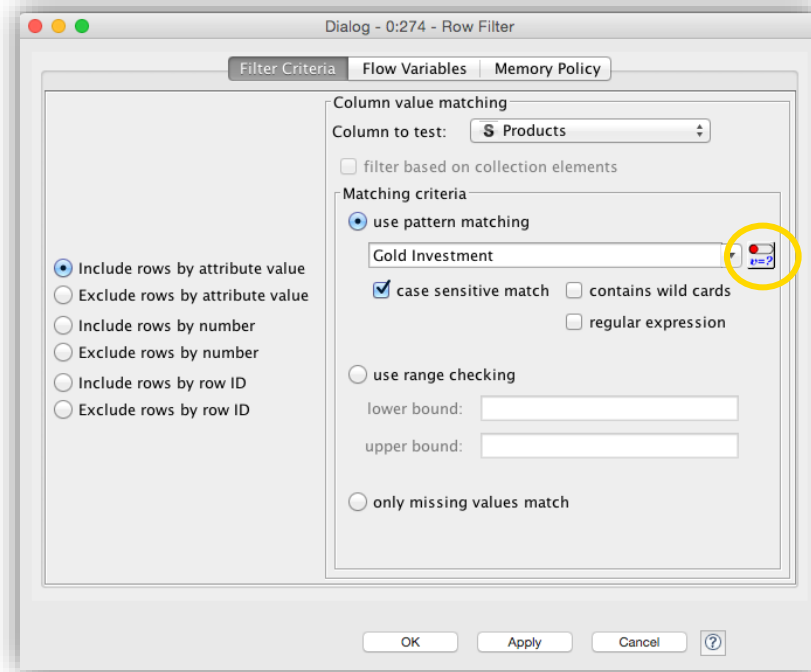 Dialog - 0:274 - Row Filter
Filter Criteria Flow Variables Memory Policy
Column value matching
Column to test: S Products
filter based on collection elements
Matching criteria
use pattern matching
Gold Investment
v=?
case sensitive match contains wild cards
regular expression
use range checking
lower bound:
upper bound:
only missing values match
Include rows by attribute value
Exclude rows by attribute value
Include rows by number
Exclude rows by number
Include rows by row ID
Exclude rows by row ID
OK Apply Cancel ?